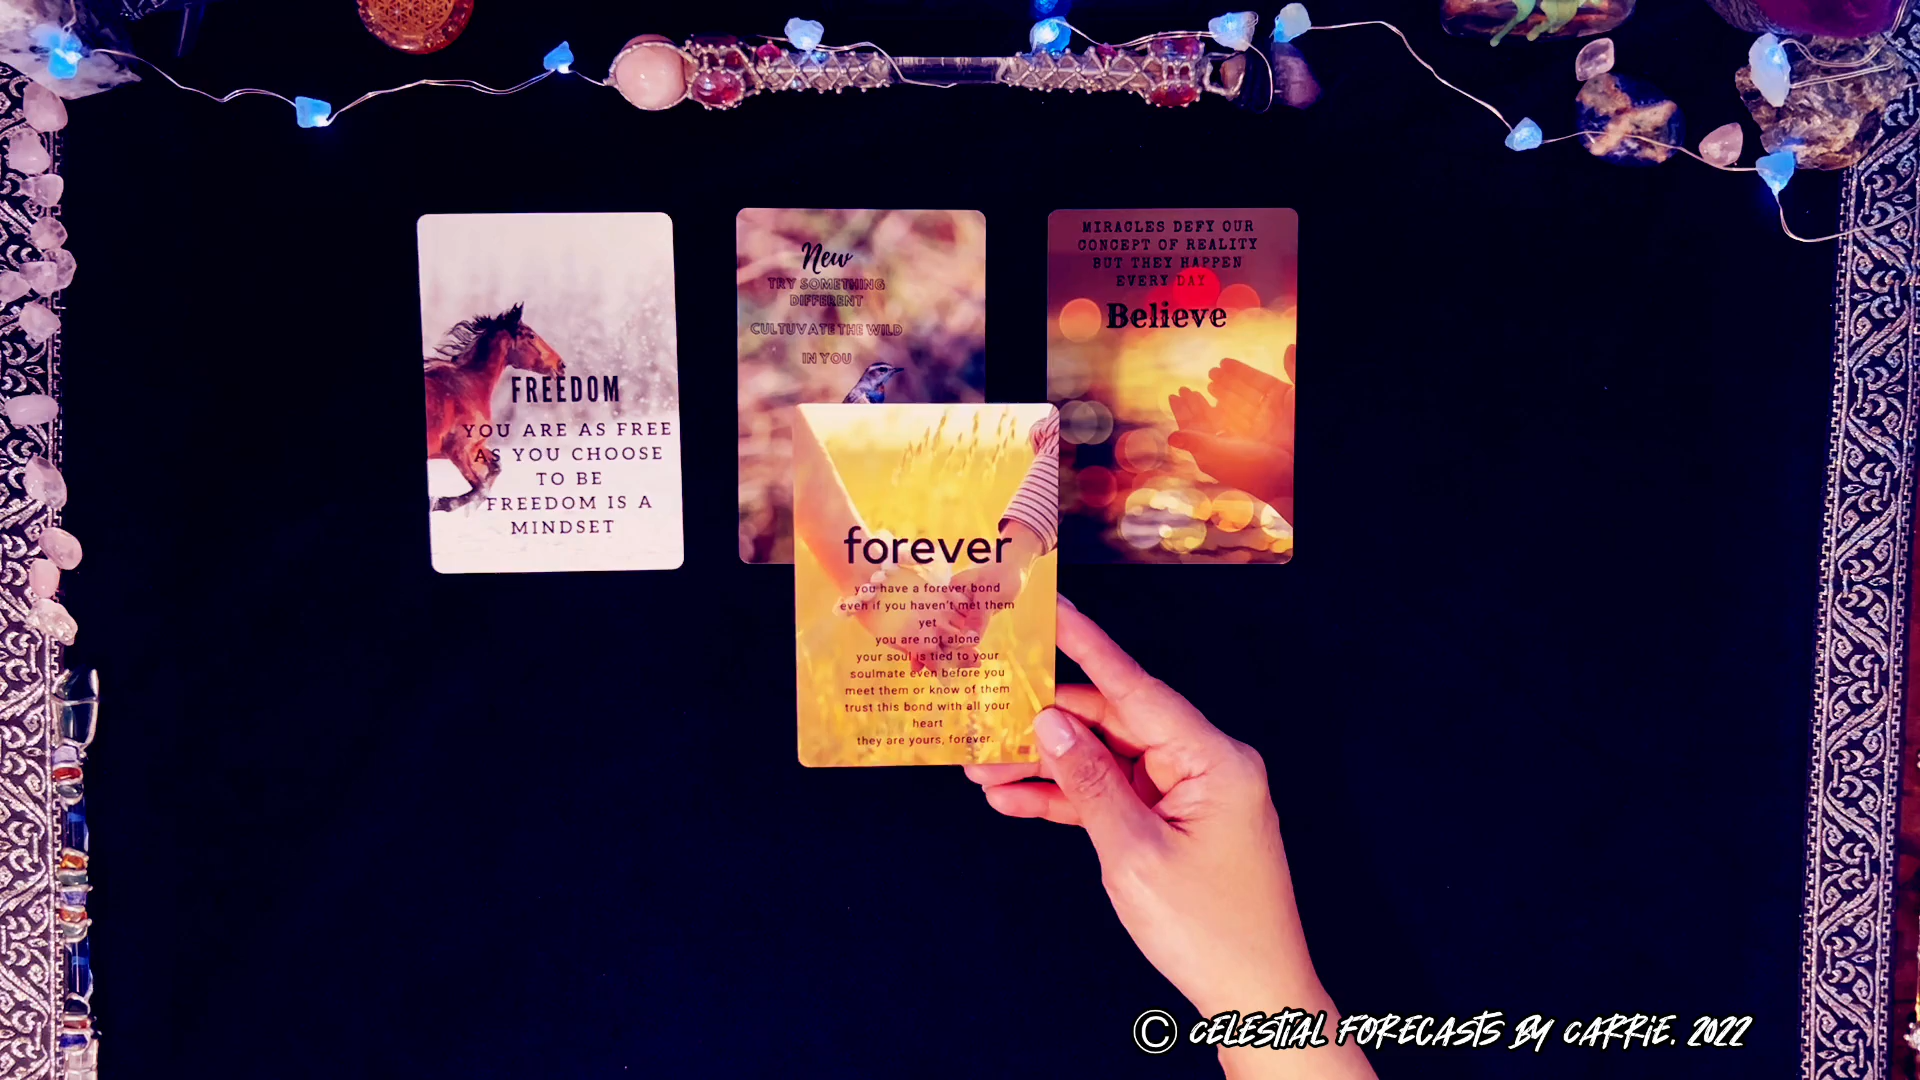 FREEDOM
YOU ARE AS FREE
AS YOU CHOOSE
TO BE
FREEDOM IS A
MINDSET
New
TRY SOMETHING
DIFFERENT
CULTUVATE THE WILD
IN YOU
MIRACLES DEFY OUR
CONCEPT OF REALITY
BUT THEY HAPPEN
EVERY DAY
Believe
forever
you have a forever bond
even if you haven't met them
yet
you are not alone
your soul is tied to your
soulmate even before you
meet them or know of them
trust this bond with all your
heart
they are yours, forever.
© CELESTIAL FORECASTS BY CARRIE. 2022